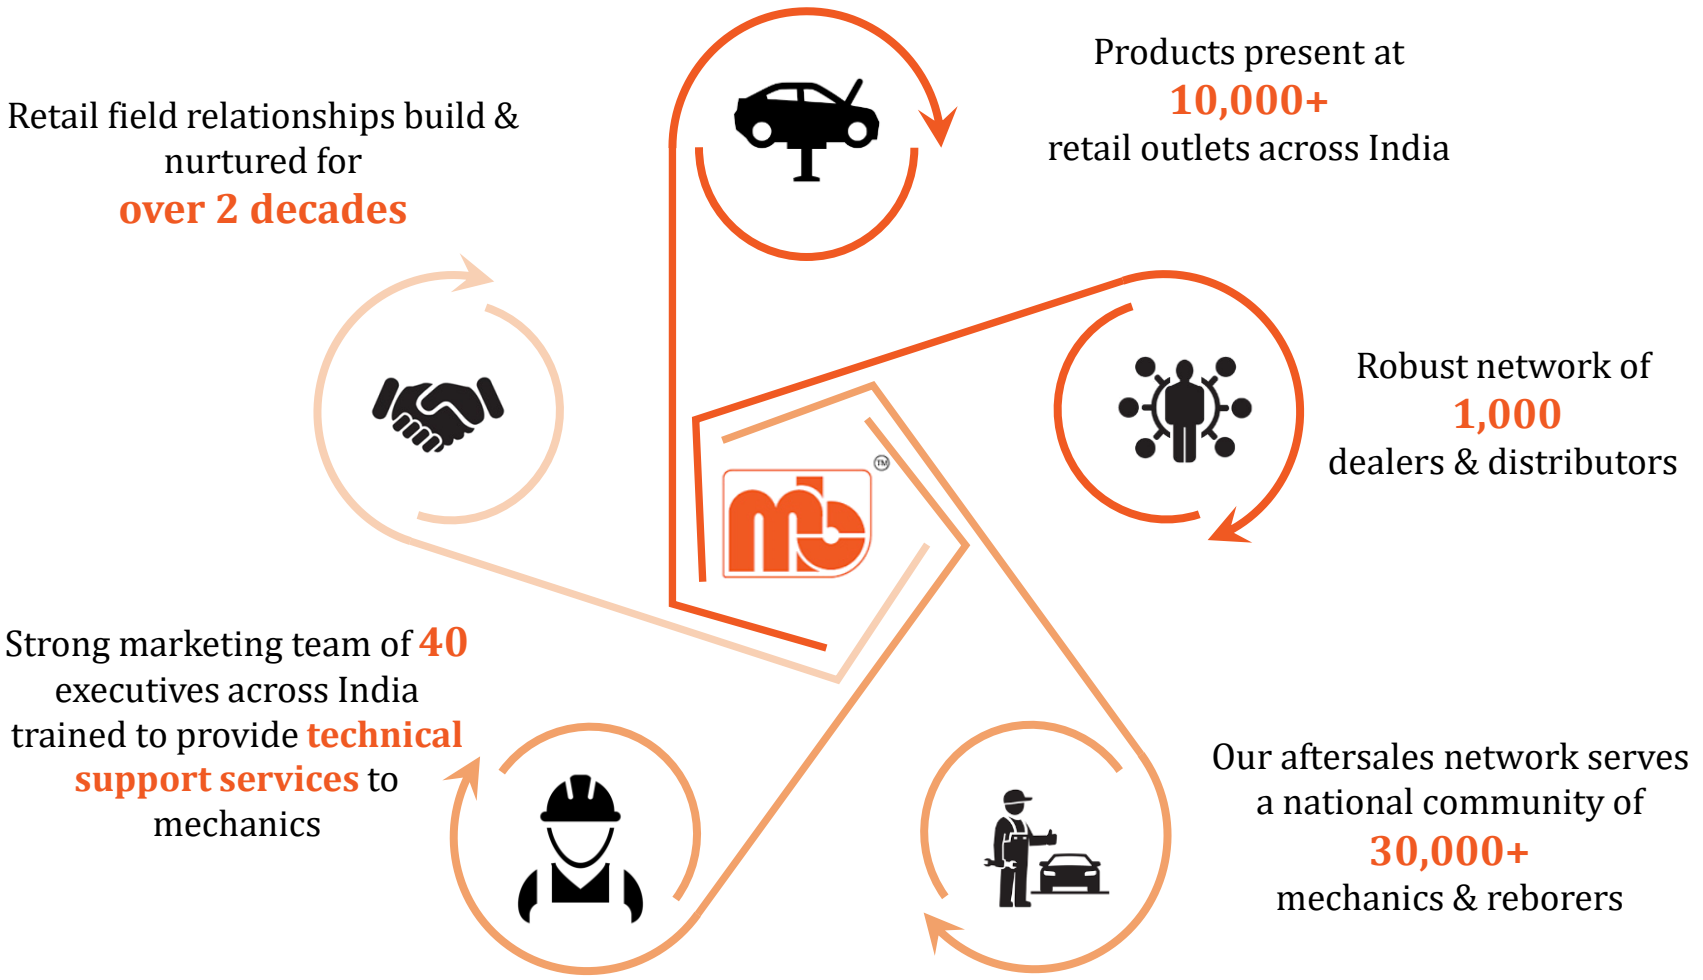 Products present at
10,000+
retail outlets across India
Retail field relationships build &
nurtured for
over 2 decades
Robust network of
1,000
dealers & distributors
mb
TM
Strong marketing team of 40
executives across India
trained to provide technical
support services to
mechanics
Our aftersales network serves
a national community of
30,000+
mechanics & reborers